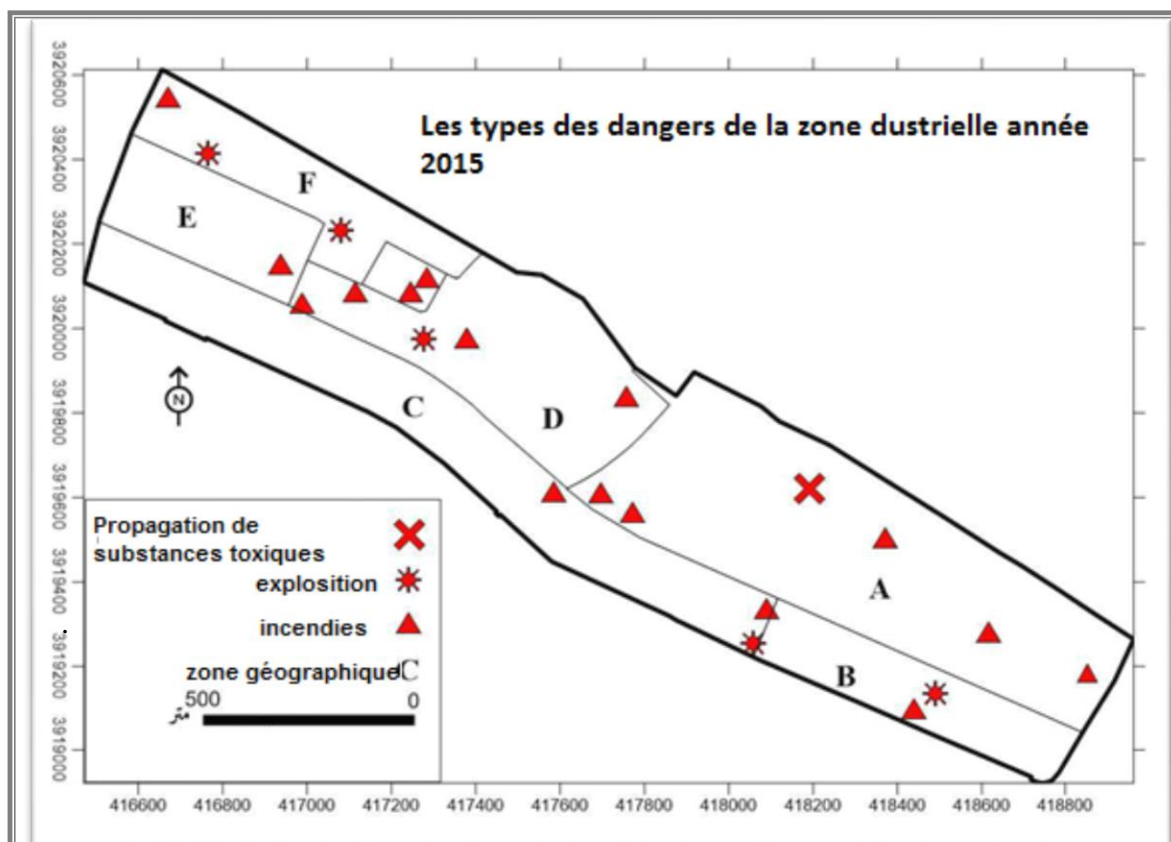 Les types des dangers de la zone dustrielle année
2015
3920600
3920400
3920200
3920000
3919800
3919600
3919400
3919200
3919000
F
E
C
D
A
B
N
Propagation de
substances toxiques
explosition
incendies
zone géographique C
500 0
متر
416600 416800 417000 417200 417400 417600 417800 418000 418200 418400 418600 418800